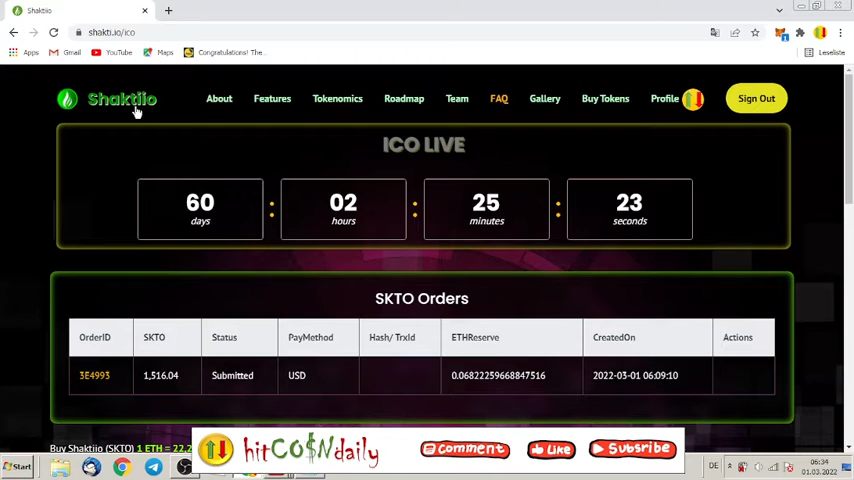 Shaktiio
shakti.io/ico
Apps Gmail YouTube Maps Congratulations! The... Leseliste
Shaktiio About Features Tokenomics Roadmap Team FAQ Gallery Buy Tokens Profile Sign Out
ICO LIVE
60 : 02 : 25 : 23
days hours minutes seconds
SKTO Orders
OrderID SKTO Status PayMethod Hash/ TrxId ETHReserve CreatedOn Actions
3E4993 1,516.04 Submitted USD 0.06822259668847516 2022-03-01 06:09:10
Buy Shaktiio (SKTO) 1 ETH = 22,2
hitCO$Ndaily Comment Like Suscribe
Start DE 06:34
01.03.2022